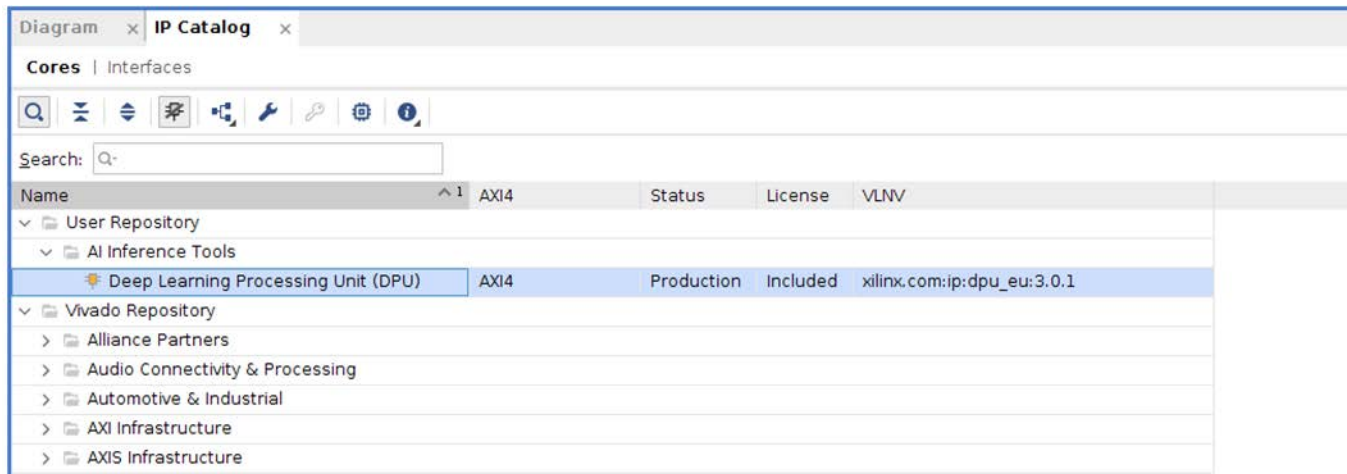 Diagram × IP Catalog ×
Cores | Interfaces
Search: Q-
Name ^1 AXI4 Status License VLNV
User Repository
AI Inference Tools
Deep Learning Processing Unit (DPU) AXI4 Production Included xilinx.com:ip:dpu_eu:3.0.1
Vivado Repository
Alliance Partners
Audio Connectivity & Processing
Automotive & Industrial
AXI Infrastructure
AXIS Infrastructure